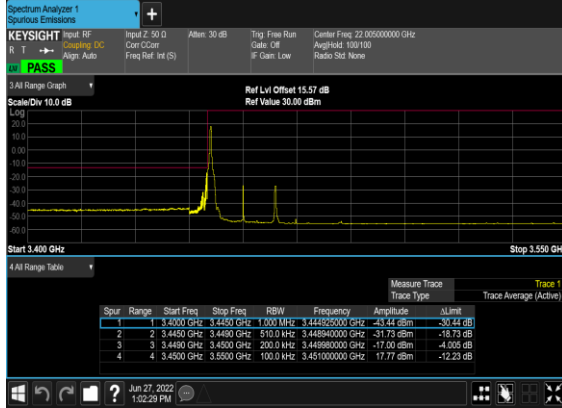 Spectrum Analyzer 1
Spurious Emissions
+
KEYSIGHT Input: RF Input Z: 50 Ω Atten: 30 dB Trig: Free Run Center Freq: 22.005000000 GHz
R T Coupling: DC Corr CCorr Gate: Off Avg|Hold: 100/100
Align: Auto Freq Ref: Int (S) IF Gain: Low Radio Std: None
PASS
3 All Range Graph
Ref Lvl Offset 15.57 dB
Scale/Div 10.0 dB Ref Value 30.00 dBm
Log
20.0
10.0
0.00
-10.0
-20.0
-30.0
-40.0
-50.0
-60.0
Start 3.400 GHz Stop 3.550 GH
4 All Range Table
Measure Trace Trace 1
Trace Type Trace Average (Active)
Spur Range Start Freq Stop Freq RBW Frequency Amplitude ΔLimit
1 1 3.4000 GHz 3.4450 GHz 1.000 MHz 3.444925000 GHz -43.44 dBm -30.44 dB
2 2 3.4450 GHz 3.4490 GHz 510.0 kHz 3.448940000 GHz -31.73 dBm -18.73 dB
3 3 3.4490 GHz 3.4500 GHz 200.0 kHz 3.449980000 GHz -17.00 dBm -4.005 dB
4 4 3.4500 GHz 3.5500 GHz 100.0 kHz 3.451000000 GHz 17.77 dBm -12.23 dB
?
Jun 27, 2022
1:02:29 PM